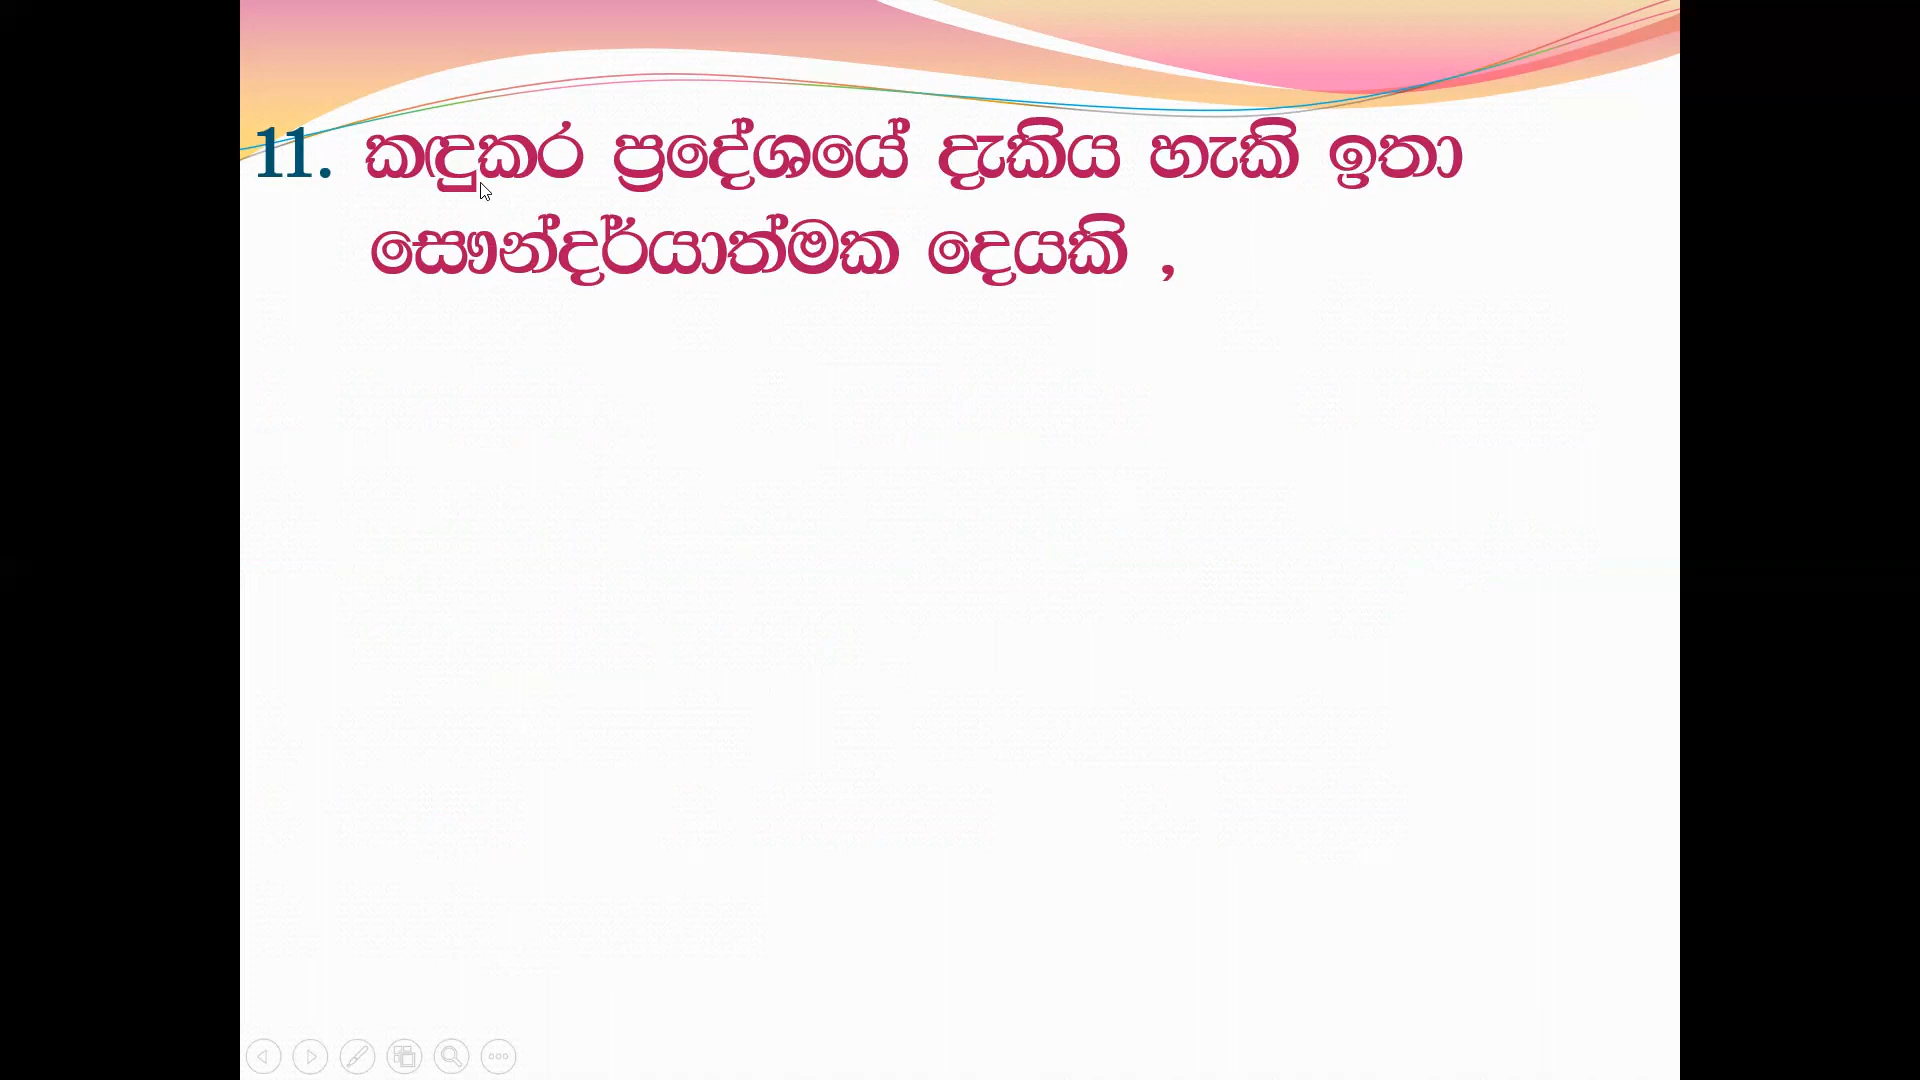 11. කඳුකර ප්‍රදේශයේ දැකිය හැකි ඉතා
සෞන්දර්යාත්මක දෙයකි ,